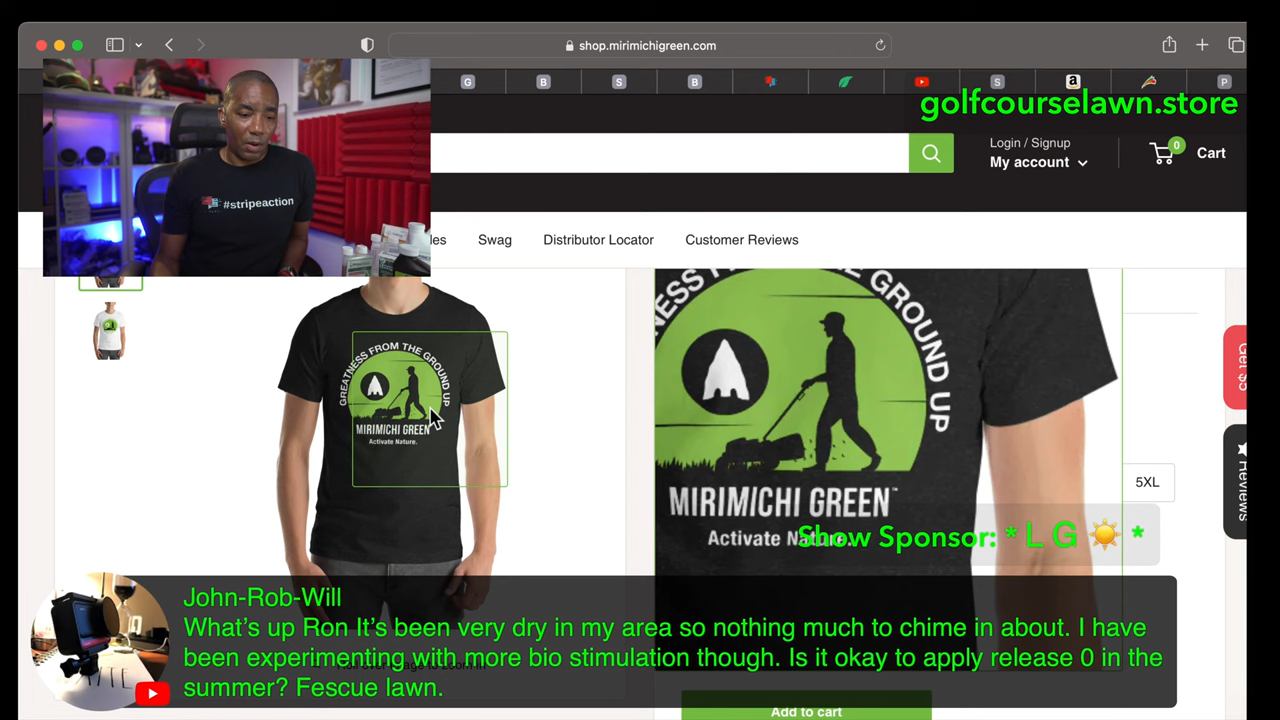 shop.mirimichigreen.com
G
B
S
B
S
a
P
golfcourselawn.store
Login / Signup
My account
0
Cart
#stripeaction
les
Swag
Distributor Locator
Customer Reviews
GREATNESS FROM THE GROUND UP
MIRIMICHI GREEN
Activate Nature.
NESS FROM THE GROUND UP
MIRIMICHI GREEN™
Activate Nature.
Get $5
Reviews
5XL
Show Sponsor: * L G ☀️ *
John-Rob-Will
What's up Ron It's been very dry in my area so nothing much to chime in about. I have
been experimenting with more bio stimulation though. Is it okay to apply release 0 in the
summer? Fescue lawn.
Add to cart